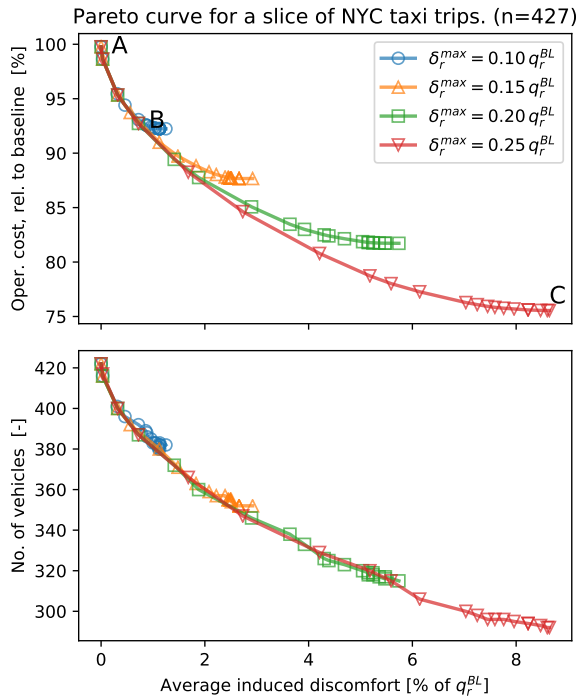 Pareto curve for a slice of NYC taxi trips. (n=427)
Oper. cost, rel. to baseline [%]
100
95
90
85
80
75
A
B
C
δ_r^{max} = 0.10 q_r^{BL}
δ_r^{max} = 0.15 q_r^{BL}
δ_r^{max} = 0.20 q_r^{BL}
δ_r^{max} = 0.25 q_r^{BL}
No. of vehicles [-]
420
400
380
360
340
320
300
0 2 4 6 8
Average induced discomfort [% of q_r^{BL}]